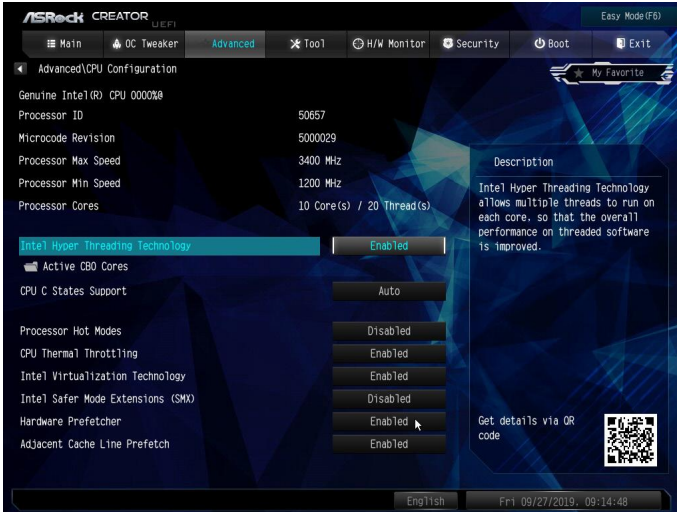 ASRock CREATOR UEFI
Easy Mode(F6)
Main OC Tweaker Advanced Tool H/W Monitor Security Boot Exit
Advanced\CPU Configuration
My Favorite
Genuine Intel(R) CPU 0000%@
Processor ID 50657
Microcode Revision 5000029
Processor Max Speed 3400 MHz
Processor Min Speed 1200 MHz
Processor Cores 10 Core(s) / 20 Thread(s)
Intel Hyper Threading Technology Enabled
Active CBO Cores
CPU C States Support Auto
Processor Hot Modes Disabled
CPU Thermal Throttling Enabled
Intel Virtualization Technology Enabled
Intel Safer Mode Extensions (SMX) Disabled
Hardware Prefetcher Enabled
Adjacent Cache Line Prefetch Enabled
Description
Intel Hyper Threading Technology
allows multiple threads to run on
each core. so that the overall
performance on threaded software
is improved.
Get details via QR
code
English
Fri 09/27/2019. 09:14:48